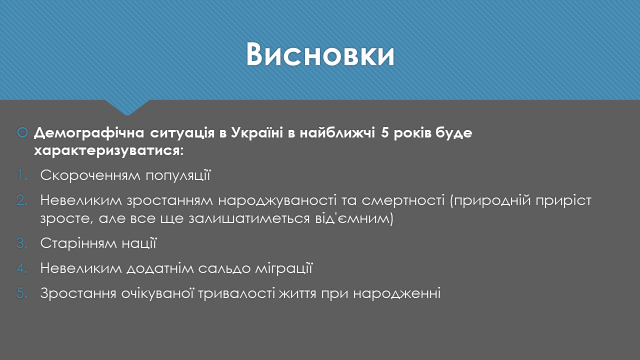 Висновки
Демографічна ситуація в Україні в найближчі 5 років буде
характеризуватися:
1. Скороченням популяції
2. Невеликим зростанням народжуваності та смертності (природній приріст
зросте, але все ще залишатиметься від'ємним)
3. Старінням нації
4. Невеликим додатнім сальдо міграції
5. Зростання очікуваної тривалості життя при народженні